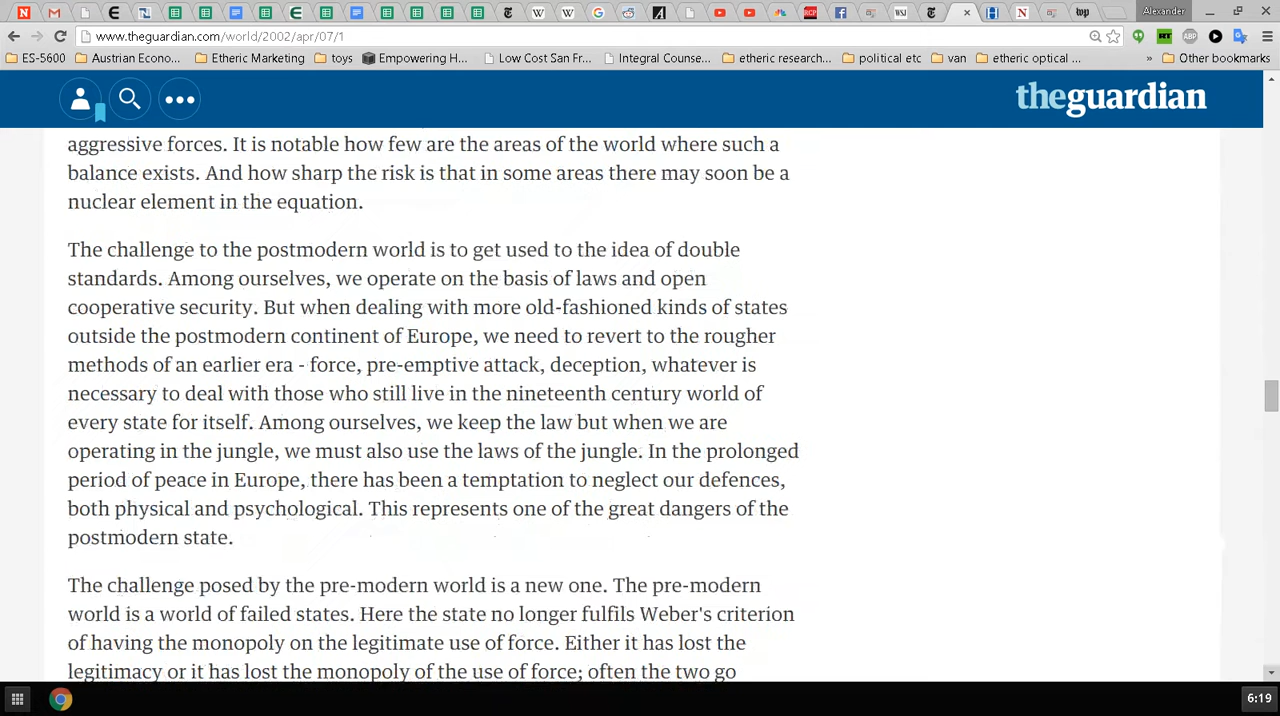 Alexander
www.theguardian.com/world/2002/apr/07/1
ES-5600 Austrian Econo... Etheric Marketing toys Empowering H... Low Cost San Fr... Integral Counse... etheric research... political etc van etheric optical ... » Other bookmarks
theguardian
aggressive forces. It is notable how few are the areas of the world where such a
balance exists. And how sharp the risk is that in some areas there may soon be a
nuclear element in the equation.
The challenge to the postmodern world is to get used to the idea of double
standards. Among ourselves, we operate on the basis of laws and open
cooperative security. But when dealing with more old-fashioned kinds of states
outside the postmodern continent of Europe, we need to revert to the rougher
methods of an earlier era - force, pre-emptive attack, deception, whatever is
necessary to deal with those who still live in the nineteenth century world of
every state for itself. Among ourselves, we keep the law but when we are
operating in the jungle, we must also use the laws of the jungle. In the prolonged
period of peace in Europe, there has been a temptation to neglect our defences,
both physical and psychological. This represents one of the great dangers of the
postmodern state.
The challenge posed by the pre-modern world is a new one. The pre-modern
world is a world of failed states. Here the state no longer fulfils Weber's criterion
of having the monopoly on the legitimate use of force. Either it has lost the
legitimacy or it has lost the monopoly of the use of force; often the two go
6:19